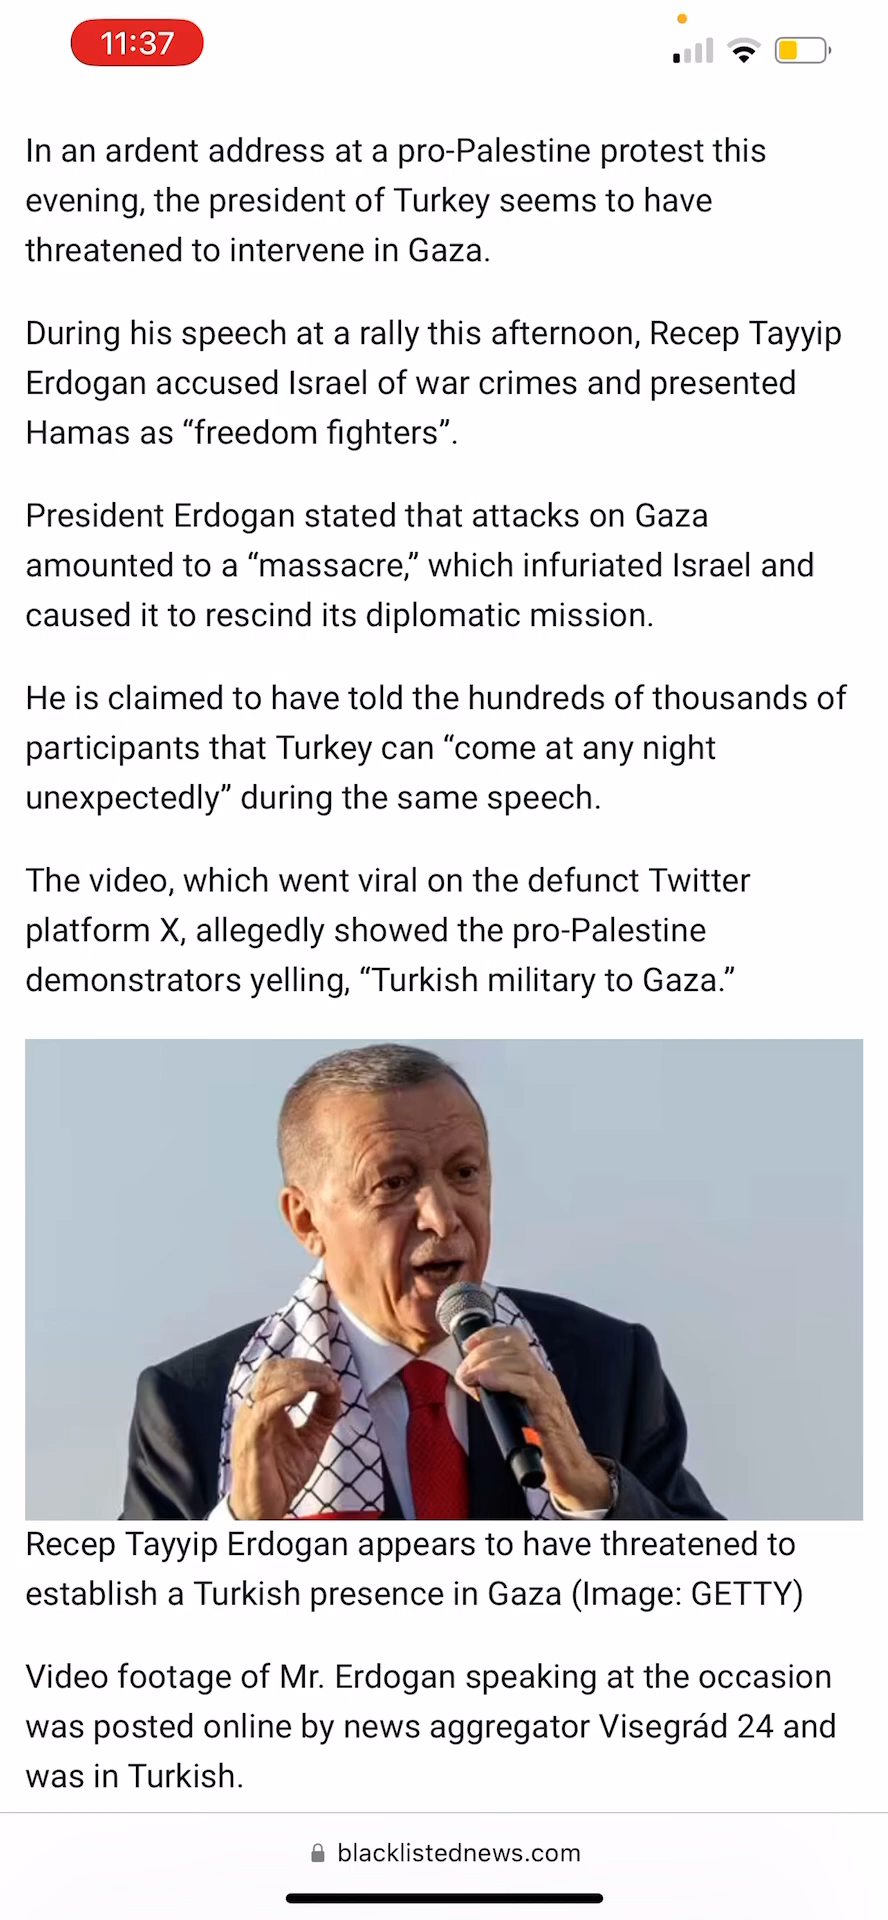 11:37
In an ardent address at a pro-Palestine protest this
evening, the president of Turkey seems to have
threatened to intervene in Gaza.
During his speech at a rally this afternoon, Recep Tayyip
Erdogan accused Israel of war crimes and presented
Hamas as “freedom fighters”.
President Erdogan stated that attacks on Gaza
amounted to a “massacre,” which infuriated Israel and
caused it to rescind its diplomatic mission.
He is claimed to have told the hundreds of thousands of
participants that Turkey can “come at any night
unexpectedly” during the same speech.
The video, which went viral on the defunct Twitter
platform X, allegedly showed the pro-Palestine
demonstrators yelling, “Turkish military to Gaza.”
Recep Tayyip Erdogan appears to have threatened to
establish a Turkish presence in Gaza (Image: GETTY)
Video footage of Mr. Erdogan speaking at the occasion
was posted online by news aggregator Visegrád 24 and
was in Turkish.
blacklistednews.com